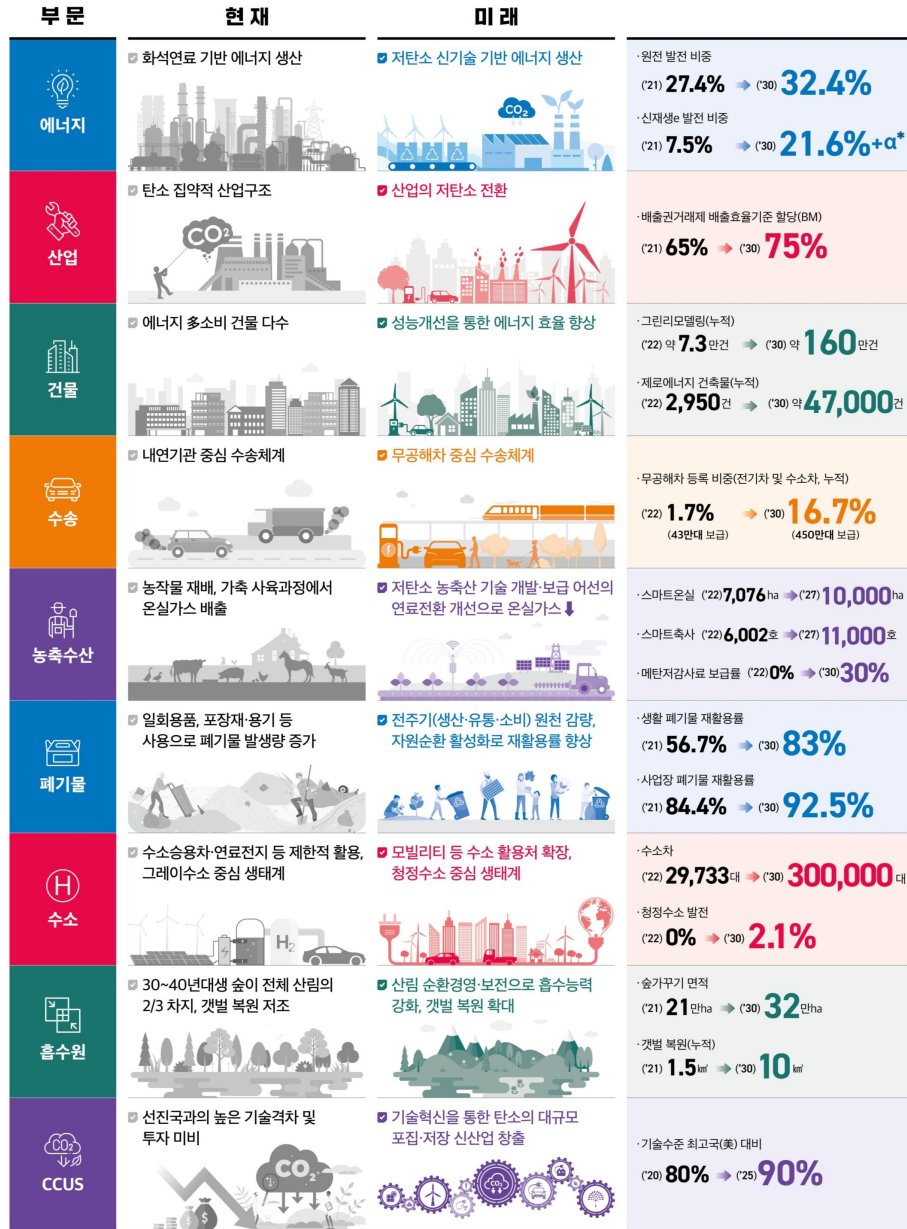 부문
현재
미래
에너지
화석연료 기반 에너지 생산
저탄소 신기술 기반 에너지 생산
CO₂
·원전 발전 비중
('21) 27.4% ('30) 32.4%
·신재생e 발전 비중
('21) 7.5% ('30) 21.6%+α*
산업
탄소 집약적 산업구조
CO₂
산업의 저탄소 전환
·배출권거래제 배출효율기준 할당(BM)
('21) 65% ('30) 75%
건물
에너지 多소비 건물 다수
성능개선을 통한 에너지 효율 향상
·그린리모델링(누적)
('22) 약 7.3 만건 ('30) 약 160만건
·제로에너지 건축물(누적)
('22) 2,950건 ('30) 약 47,000건
수송
내연기관 중심 수송체계
무공해차 중심 수송체계
·무공해차 등록 비중(전기차 및 수소차, 누적)
('22) 1.7% ('30) 16.7%
(43만대 보급) (450만대 보급)
농축수산
농작물 재배, 가축 사육과정에서
온실가스 배출
저탄소 농축산 기술 개발·보급 어선의
연료전환 개선으로 온실가스
·스마트온실 ('22)7,076ha ('27)10,000ha
·스마트축사 ('22)6,002호 ('27)11,000호
·메탄저감사료 보급률 ('22)0% ('30)30%
폐기물
일회용품, 포장재·용기 등
사용으로 폐기물 발생량 증가
전주기(생산·유통·소비) 원천 감량,
자원순환 활성화로 재활용률 향상
·생활 폐기물 재활용률
('21) 56.7% ('30) 83%
·사업장 폐기물 재활용률
('21) 84.4% ('30) 92.5%
H
수소
수소승용차·연료전지 등 제한적 활용,
그레이수소 중심 생태계
H₂
모빌리티 등 수소 활용처 확장,
청정수소 중심 생태계
·수소차
('22) 29,733대 ('30) 300,000대
·청정수소 발전
('22) 0% ('30) 2.1%
흡수원
30~40년대생 숲이 전체 산림의
2/3 차지, 갯벌 복원 저조
산림 순환경영·보전으로 흡수능력
강화, 갯벌 복원 확대
·숲가꾸기 면적
('21) 21만ha ('30) 32만ha
·갯벌 복원(누적)
('21) 1.5㎢ ('30) 10㎢
CO₂
CCUS
선진국과의 높은 기술격차 및
투자 미비
CO₂
기술혁신을 통한 탄소의 대규모
포집·저장 신산업 창출
CO₂
·기술수준 최고국(美) 대비
('20) 80% ('25) 90%